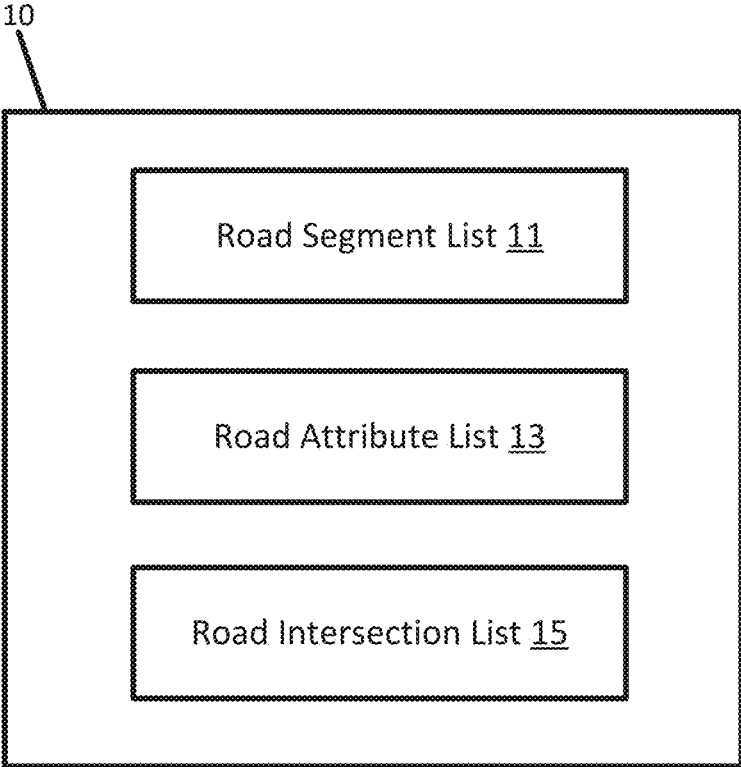 10
Road Segment List 11
Road Attribute List 13
Road Intersection List 15